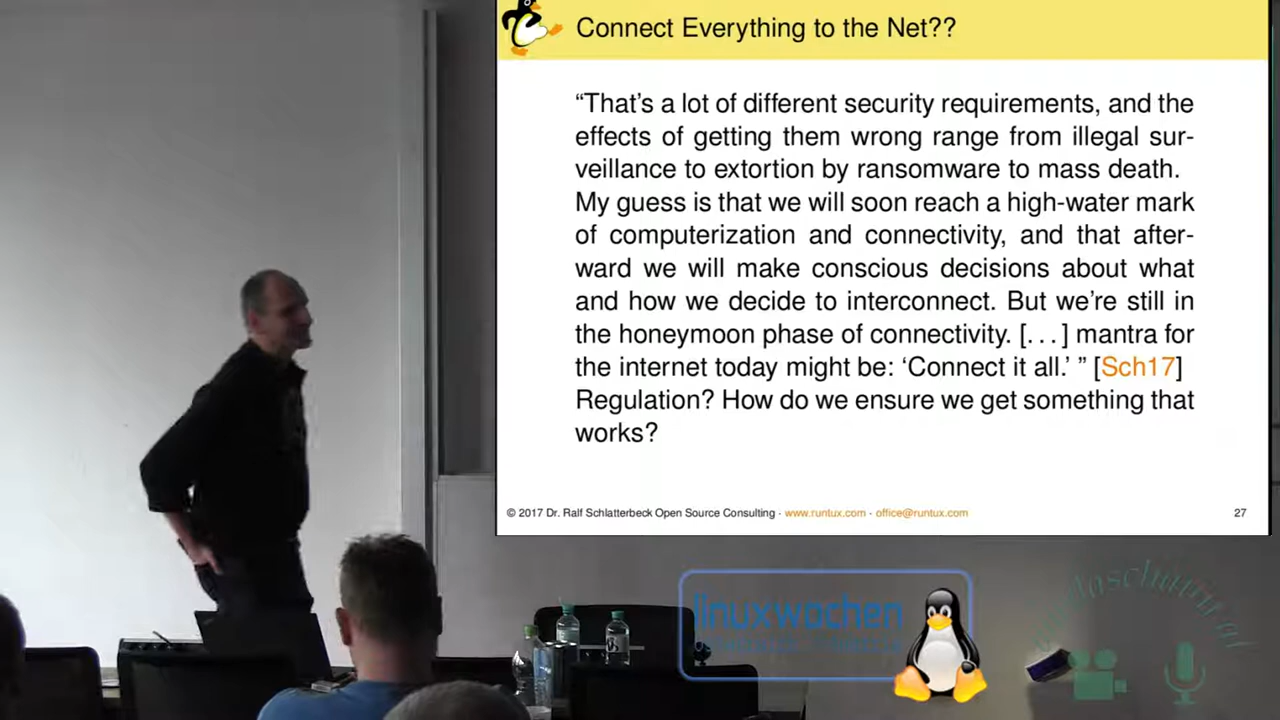 Connect Everything to the Net??
“That’s a lot of different security requirements, and the
effects of getting them wrong range from illegal sur-
veillance to extortion by ransomware to mass death.
My guess is that we will soon reach a high-water mark
of computerization and connectivity, and that after-
ward we will make conscious decisions about what
and how we decide to interconnect. But we’re still in
the honeymoon phase of connectivity. [...] mantra for
the internet today might be: ‘Connect it all.’ ” [Sch17]
Regulation? How do we ensure we get something that
works?
© 2017 Dr. Ralf Schlatterbeck Open Source Consulting · www.runtux.com · office@runtux.com 27
linuxwochen